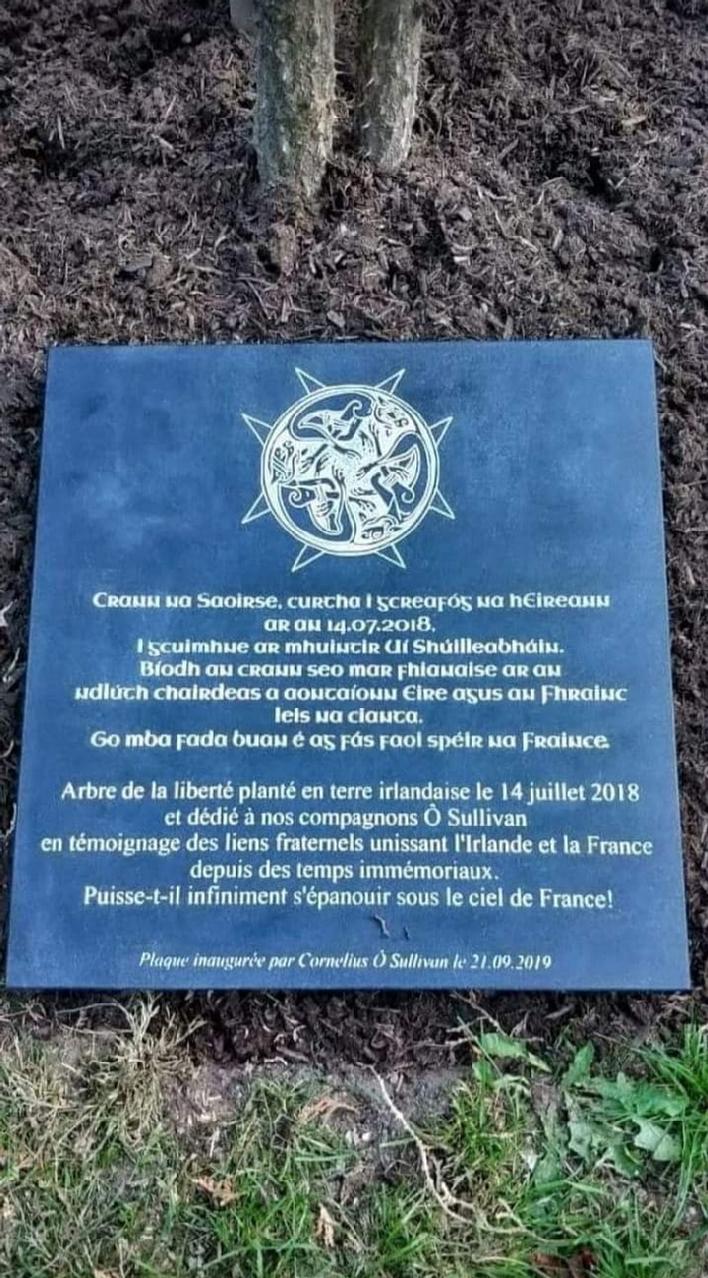 Crann na Saoirse, curtha i gcreafóg na hEireann
ar an 14.07.2018,
I gcuimhne ar mhuintir Uí Shúilleabháin.
Bíodh an crann seo mar fhianaise ar an
ndlúth chairdeas a aontaíonn Eire agus an Fhrainc
leis na cianta.
Go mba fada buan é ag fás faoi spéir na Fraince.
Arbre de la liberté planté en terre irlandaise le 14 juillet 2018
et dédié à nos compagnons Ô Sullivan
en témoignage des liens fraternels unissant l'Irlande et la France
depuis des temps immémoriaux.
Puisse-t-il infiniment s'épanouir sous le ciel de France!
Plaque inaugurée par Cornelius Ô Sullivan le 21.09.2019